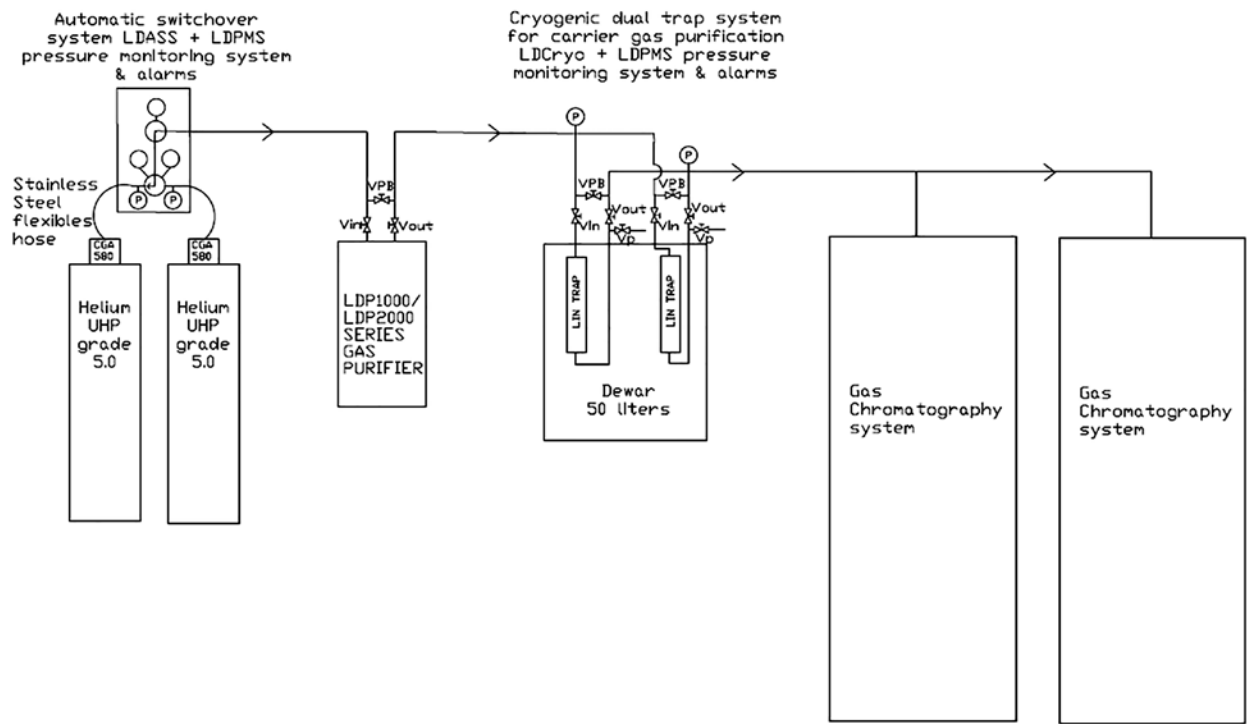 Automatic switchover
system LDASS + LDPMS
pressure monitoring system
& alarms
Cryogenic dual trap system
for carrier gas purification
LDCryo + LDPMS pressure
monitoring system & alarms
P
P
P
P
Stainless
Steel
flexibles
hose
CGA
580
CGA
580
Helium
UHP
grade
5.0
Helium
UHP
grade
5.0
VPB
Vin
Vout
LDP1000/
LDP2000
SERIES
GAS
PURIFIER
VPB
Vout
VIn
Vp
VPB
Vout
VIn
Vp
LIN TRAP
LIN TRAP
Dewar
50 liters
Gas
Chromatography
system
Gas
Chromatography
system